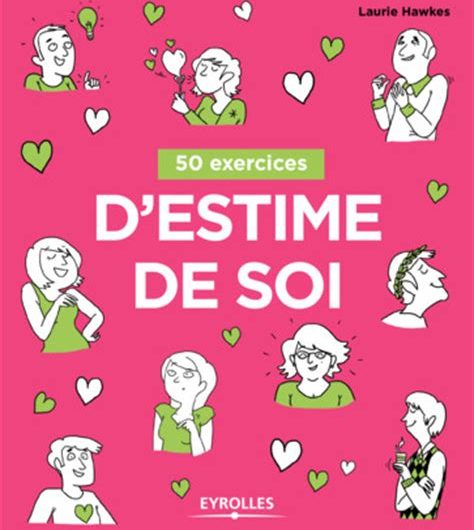 Laurie Hawkes
50 exercices
D'ESTIME
DE SOI
EYROLLES